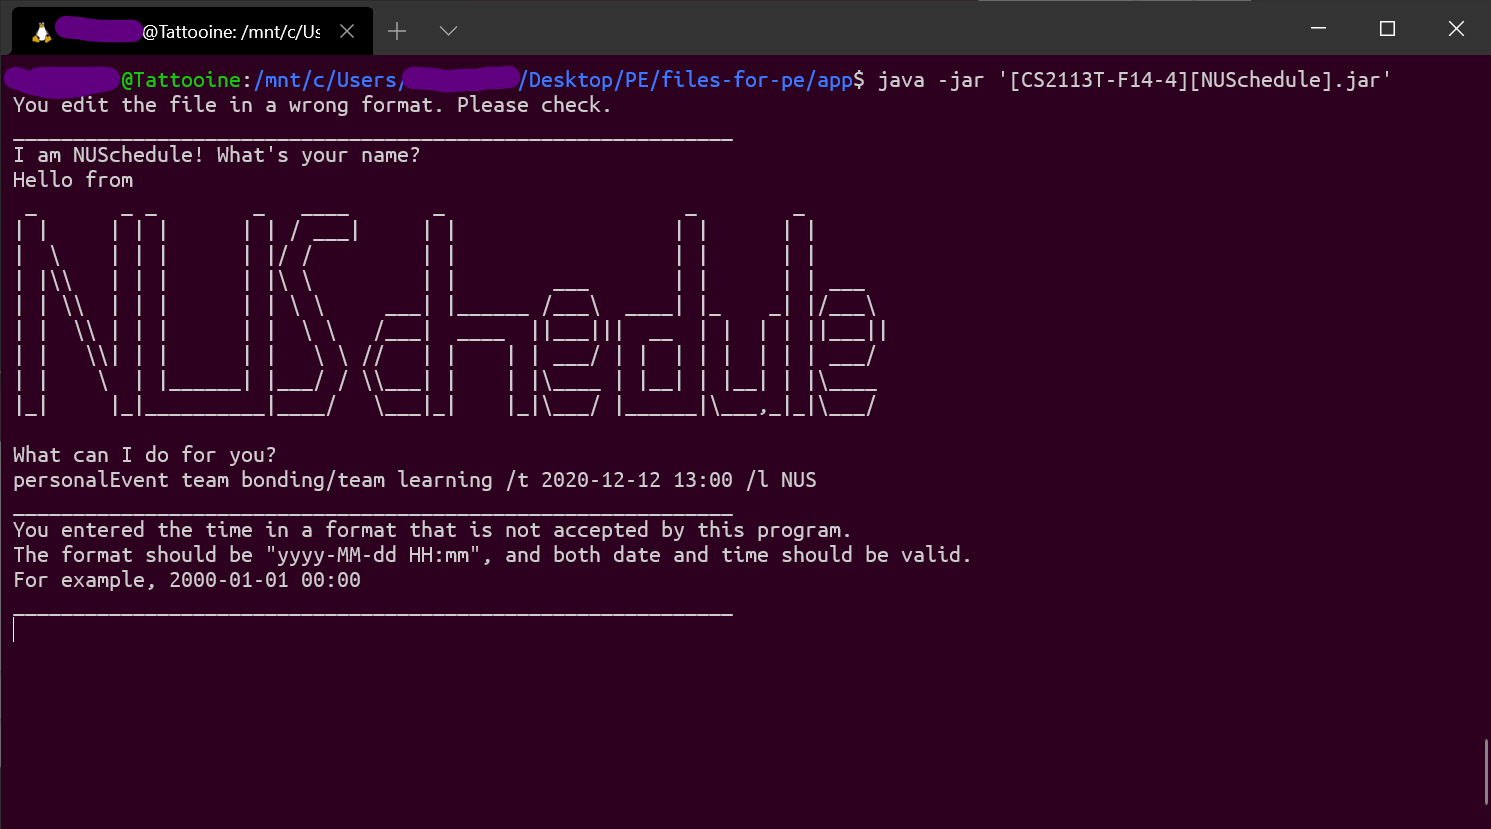 @Tattooine: /mnt/c/Us
@Tattooine:/mnt/c/Users/ /Desktop/PE/files-for-pe/app$ java -jar '[CS2113T-F14-4][NUSchedule].jar'
You edit the file in a wrong format. Please check.
____________________________________________________________
I am NUSchedule! What's your name?
Hello from
NUSchedule
What can I do for you?
personalEvent team bonding/team learning /t 2020-12-12 13:00 /l NUS
____________________________________________________________
You entered the time in a format that is not accepted by this program.
The format should be "yyyy-MM-dd HH:mm", and both date and time should be valid.
For example, 2000-01-01 00:00
____________________________________________________________